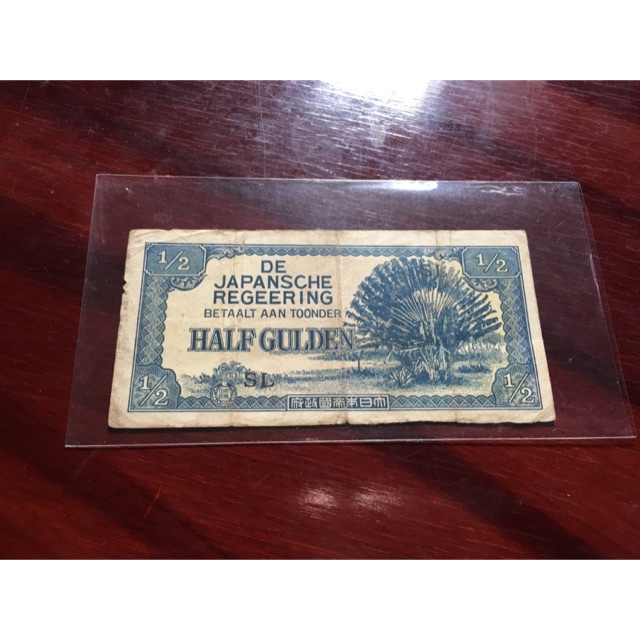 1/2
1/2
DE
JAPANSCHE
REGEERING
BETAALT AAN TOONDER
HALF GULDEN
SL
1/2
1/2
大日本帝國政府